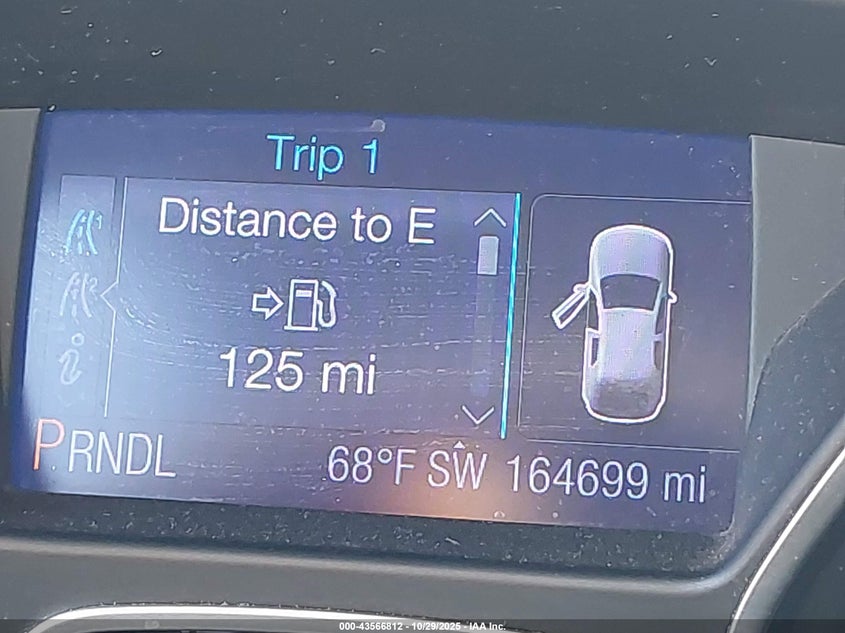 Trip 1
Distance to E
125 mi
PRNDL 68°F SW 164699 mi
000-43566812 - 10/29/2025 - IAA Inc.